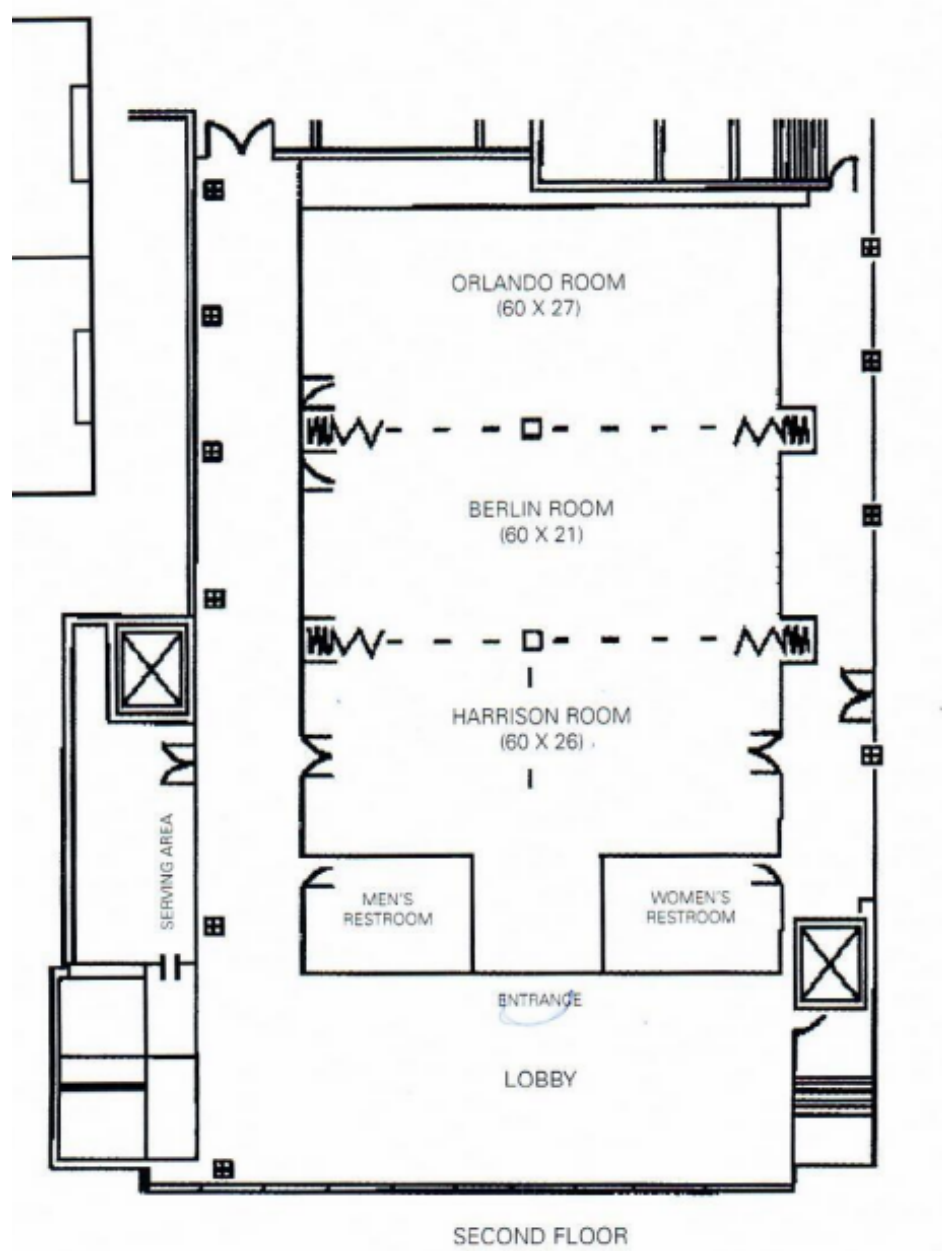 ORLANDO ROOM
(60 X 27)
BERLIN ROOM
(60 X 21)
HARRISON ROOM
(60 X 26)
SERVING AREA
MEN'S
RESTROOM
WOMEN'S
RESTROOM
ENTRANCE
LOBBY
SECOND FLOOR